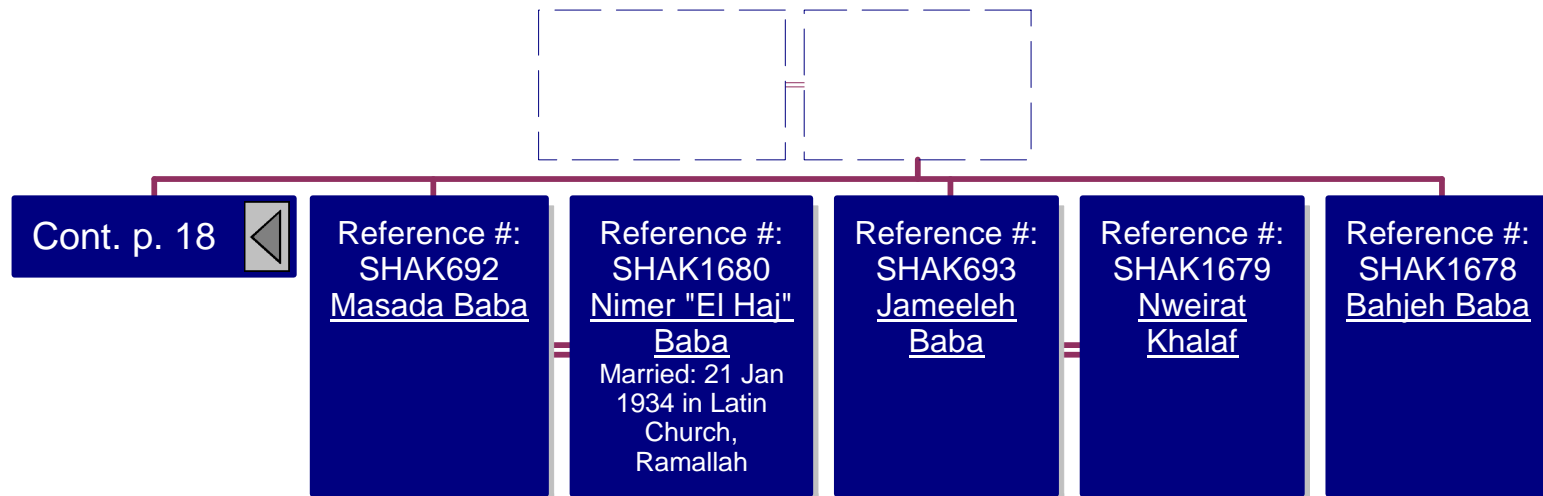 Cont. p. 18
Reference #:
SHAK692
Masada Baba
Reference #:
SHAK1680
Nimer "El Haj"
Baba
Married: 21 Jan
1934 in Latin
Church,
Ramallah
Reference #:
SHAK693
Jameeleh
Baba
Reference #:
SHAK1679
Nweirat
Khalaf
Reference #:
SHAK1678
Bahjeh Baba